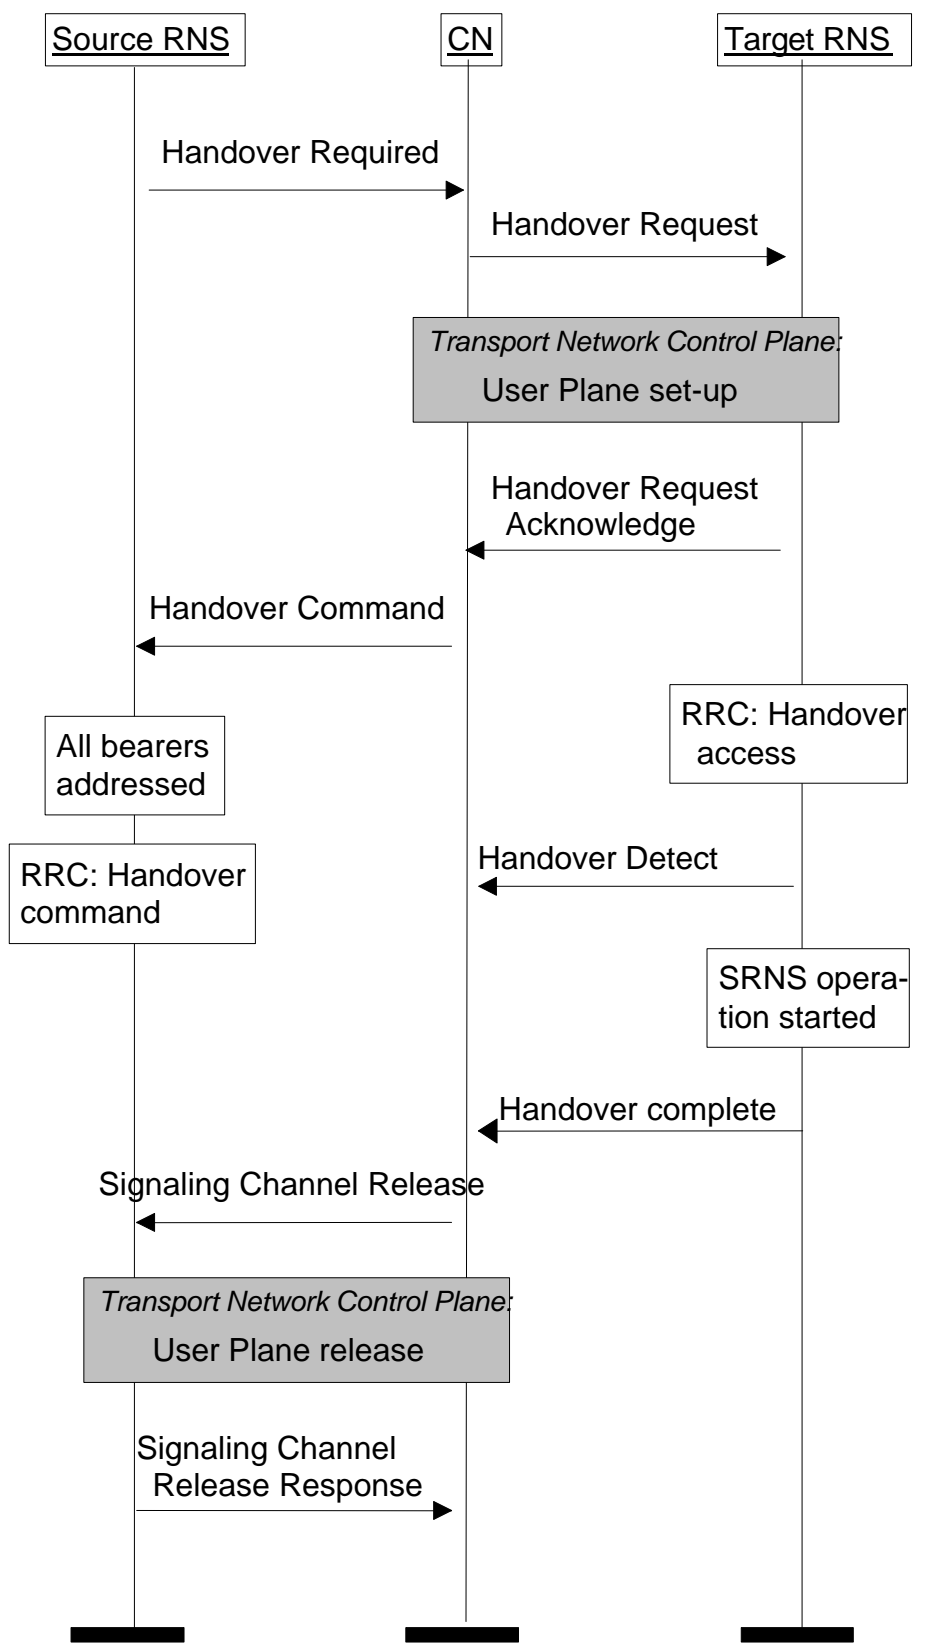 Source RNS
CN
Target RNS
Handover Required
Handover Request
Transport Network Control Plane:
User Plane set-up
Handover Request
Acknowledge
Handover Command
RRC: Handover
access
All bearers
addressed
Handover Detect
RRC: Handover
command
SRNS opera-
tion started
Handover complete
Signaling Channel Release
Transport Network Control Plane:
User Plane release
Signaling Channel
Release Response